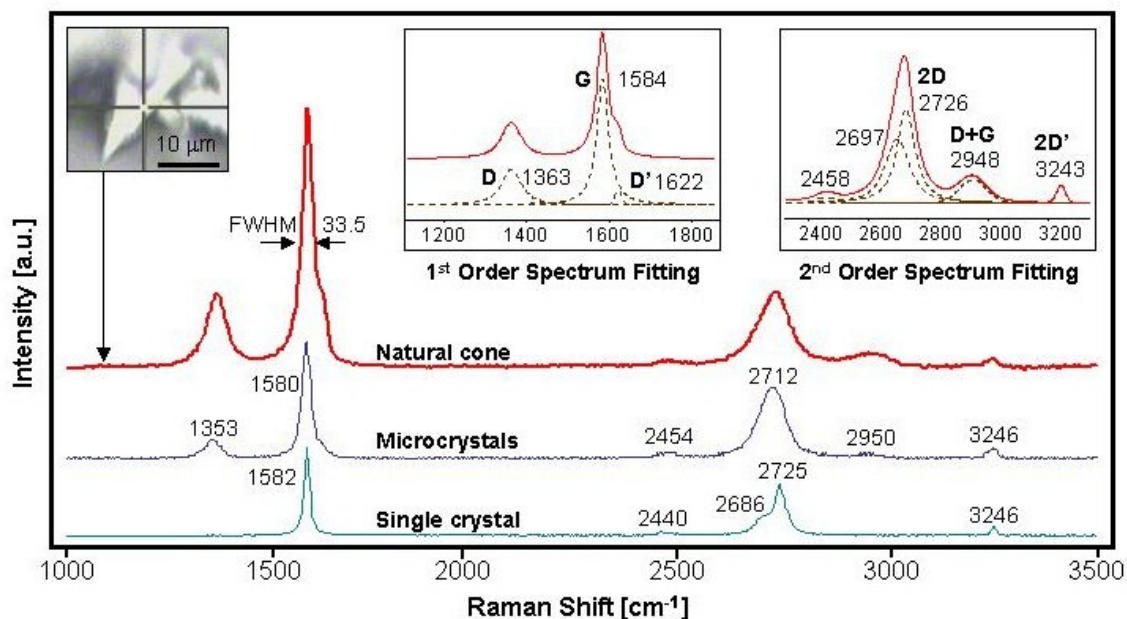 10 μm
G
1584
D
1363
D'
1622
1200
1400
1600
1800
1st Order Spectrum Fitting
2D
2726
2697
D+G
2948
2D'
3243
2458
2400
2600
2800
3000
3200
2nd Order Spectrum Fitting
FWHM
33.5
Natural cone
1580
2712
1353
Microcrystals
2454
2950
3246
1582
2725
2686
Single crystal
2440
3246
Intensity [a.u.]
1000
1500
2000
2500
3000
3500
Raman Shift [cm-1]